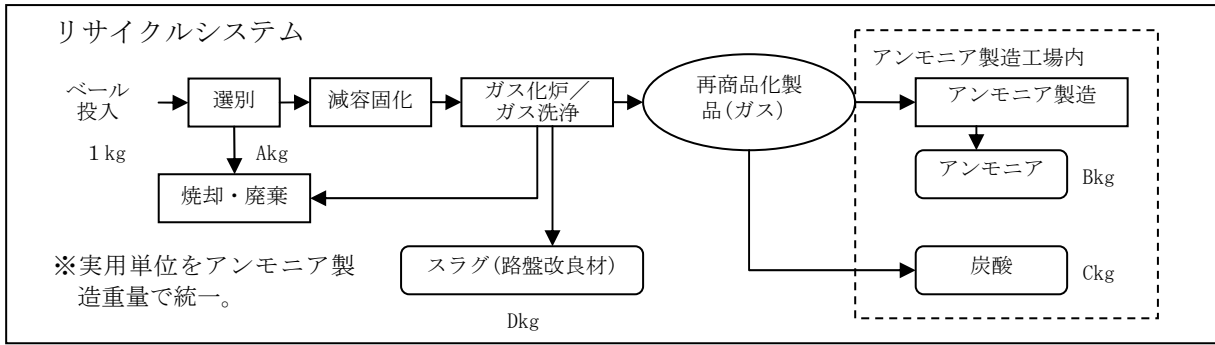 リサイクルシステム
アンモニア製造工場内
ベール
投入
選別
減容固化
ガス化炉／
ガス洗浄
再商品化製
品(ガス)
アンモニア製造
１kg
Akg
焼却・廃棄
アンモニア
Bkg
※実用単位をアンモニア製
造重量で統一。
スラグ(路盤改良材)
炭酸
Ckg
Dkg